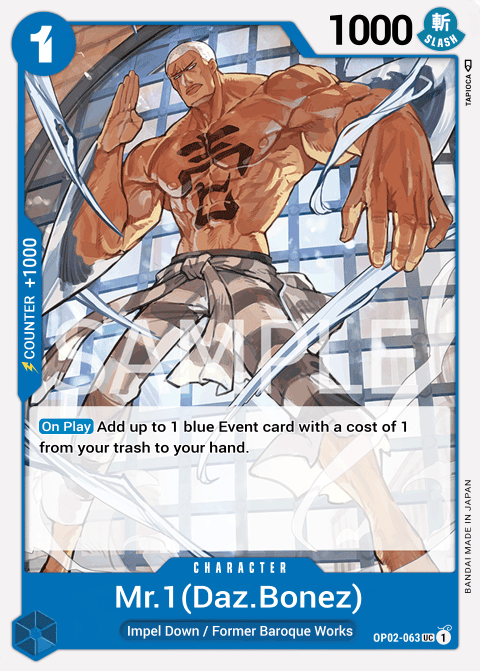 1
1000
斬
SLASH
TAPIOCA
COUNTER +1000
SAMPLE
On Play Add up to 1 blue Event card with a cost of 1
from your trash to your hand.
BANDAI MADE IN JAPAN
CHARACTER
Mr.1(Daz.Bonez)
Impel Down / Former Baroque Works
OP02-063 UC 1